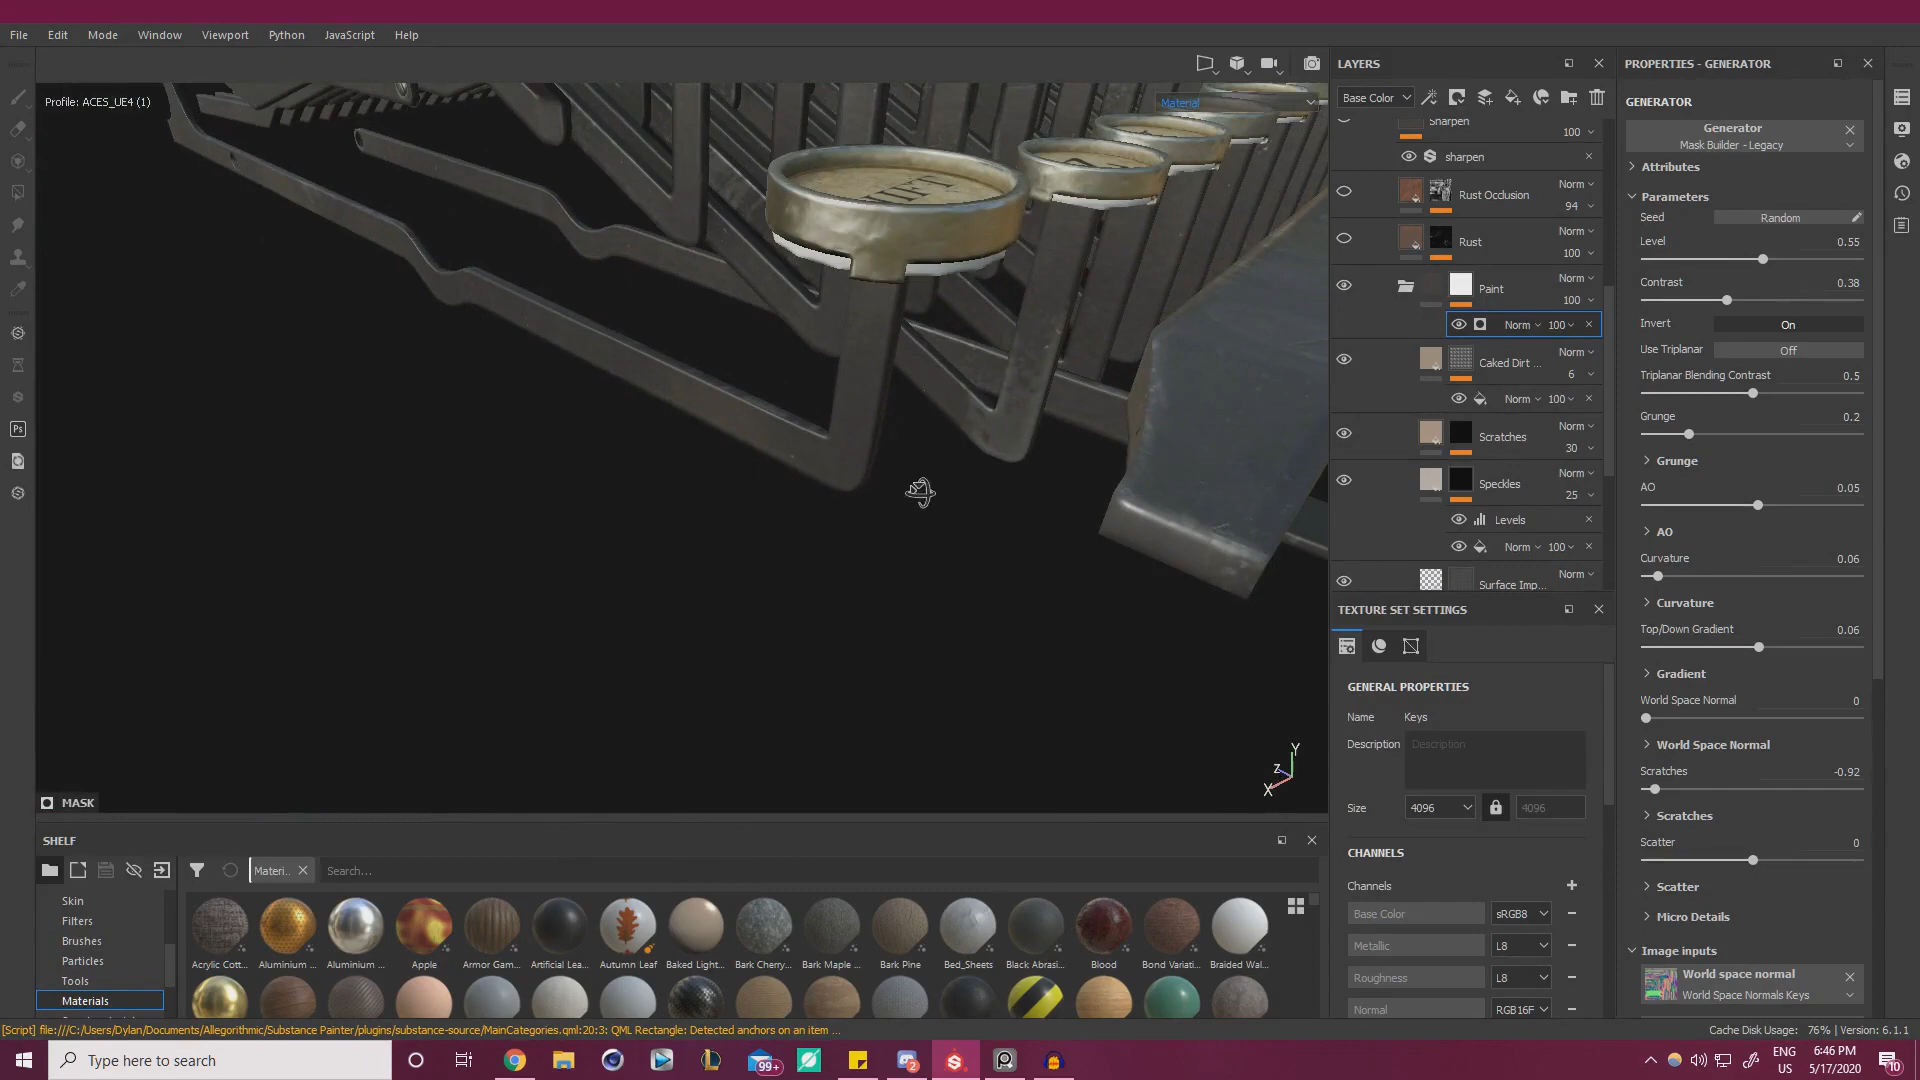 File Edit Mode Window Viewport Python JavaScript Help
Profile: ACES_UE4 (1)
Material
MASK
LAYERS
Base Color
Sharpen
100
sharpen
Rust Occlusion Norm
94
Rust Norm
100
Paint Norm
100
Norm 100
Caked Dirt ... Norm
6
Norm 100
Scratches Norm
30
Speckles Norm
25
Levels
Norm 100
Surface Imp... Norm
TEXTURE SET SETTINGS
GENERAL PROPERTIES
Name Keys
Description Description
Size 4096 4096
CHANNELS
Channels
Base Color sRGB8
Metallic L8
Roughness L8
Normal RGB16F
PROPERTIES - GENERATOR
GENERATOR
Generator
Mask Builder - Legacy
Attributes
Parameters
Seed Random
Level 0.55
Contrast 0.38
Invert On
Use Triplanar Off
Triplanar Blending Contrast 0.5
Grunge 0.2
Grunge
AO 0.05
AO
Curvature 0.06
Curvature
Top/Down Gradient 0.06
Gradient
World Space Normal 0
World Space Normal
Scratches -0.92
Scratches
Scatter 0
Scatter
Micro Details
Image inputs
World space normal
World Space Normals Keys
Y
Z
X
SHELF
Materi.. Search...
Skin
Filters
Brushes
Particles
Tools
Materials
Acrylic Cott... Aluminium ... Aluminium ... Apple Armor Gam... Artificial Lea... Autumn Leaf Baked Light... Bark Cherry... Bark Maple ... Bark Pine Bed_Sheets Black Abrasi... Blood Bond Variati... Braided Wal...
[Script] file:///C:/Users/Dylan/Documents/Allegorithmic/Substance Painter/plugins/substance-source/MainCategories.qml:20:3: QML Rectangle: Detected anchors on an item ...
Cache Disk Usage: 76% | Version: 6.1.1
Type here to search
99+
2
Ps
ENG
US
6:46 PM
5/17/2020
10